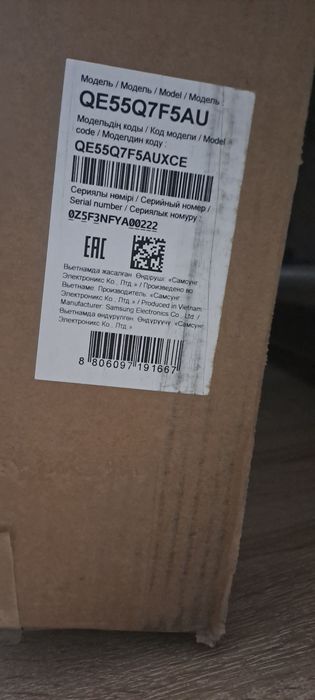 Модель / Модель / Model / Модель
QE55Q7F5AU
Модельдің коды / Код модели / Model
code / Моделдин коду :
QE55Q7F5AUXCE
Сериялы нөмірі / Серийный номер /
Serial number / Сериялык номуру :
0Z5F3NFYA00222
EAC
Вьетнамда жасалған. Өндіруші: «Самсунг
Электроникс Ко., Лтд.» / Произведено во
Вьетнаме. Производитель: «Самсунг
Электроникс Ко., Лтд.» / Produced in Vietnam.
Manufacturer: Samsung Electronics Co., Ltd. /
Вьетнамда өндүрүлген. Өндүрүүчү: «Самсунг
Электроникс Ко., Лтд.»
8 806097 191667